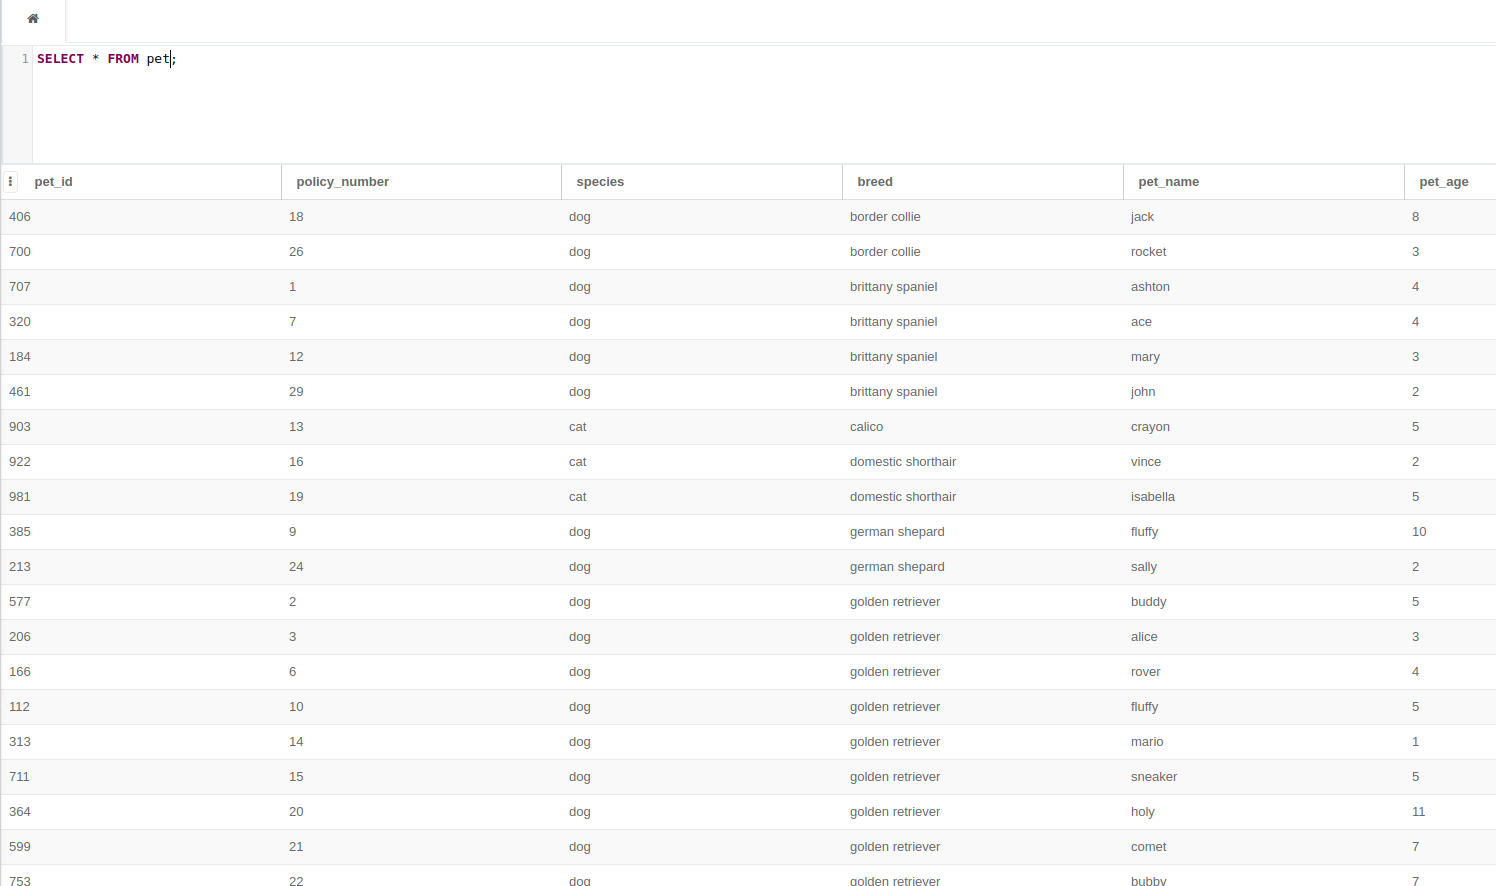 1 SELECT * FROM pet;
pet_id policy_number species breed pet_name pet_age
406 18 dog border collie jack 8
700 26 dog border collie rocket 3
707 1 dog brittany spaniel ashton 4
320 7 dog brittany spaniel ace 4
184 12 dog brittany spaniel mary 3
461 29 dog brittany spaniel john 2
903 13 cat calico crayon 5
922 16 cat domestic shorthair vince 2
981 19 cat domestic shorthair isabella 5
385 9 dog german shepard fluffy 10
213 24 dog german shepard sally 2
577 2 dog golden retriever buddy 5
206 3 dog golden retriever alice 3
166 6 dog golden retriever rover 4
112 10 dog golden retriever fluffy 5
313 14 dog golden retriever mario 1
711 15 dog golden retriever sneaker 5
364 20 dog golden retriever holy 11
599 21 dog golden retriever comet 7
753 22 dog golden retriever bubby 7